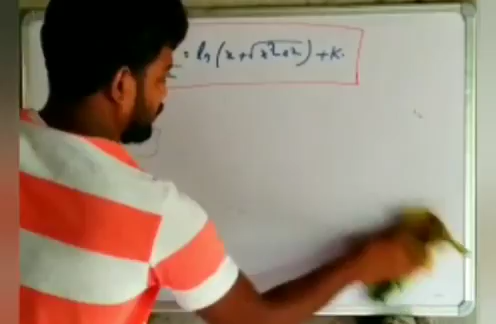 = ln (x+√x²+a²) + K.